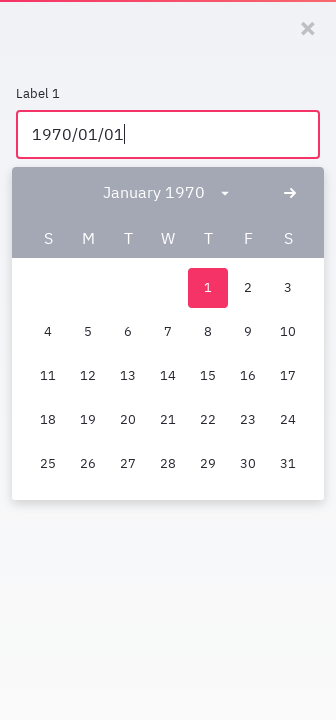 Label 1
1970/01/01
January 1970
S M T W T F S
1 2 3
4 5 6 7 8 9 10
11 12 13 14 15 16 17
18 19 20 21 22 23 24
25 26 27 28 29 30 31